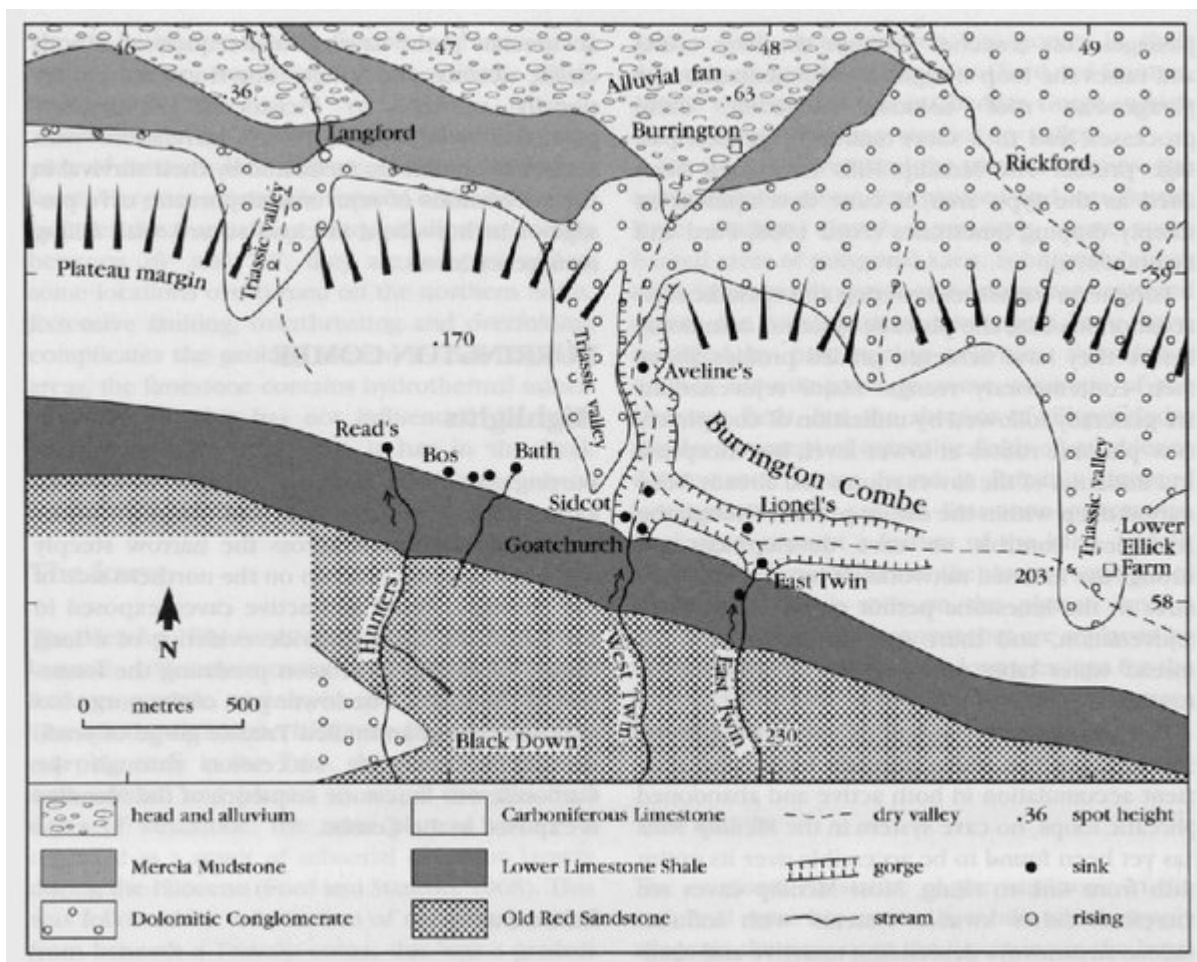 46
47
48
49
.36
Alluvial fan
.63
Langford
Burrington
Rickford
Triassic valley
Plateau margin
59
.170
Triassic valley
Aveline's
Read's
Bos
Bath
Burrington Combe
Sidcot
Lionel's
Triassic valley
Goatchurch
Lower
Ellick
Farm
203.
East Twin
58
Hunters
N
West Twin
East Twin
0 metres 500
Black Down
230.
head and alluvium
Carboniferous Limestone
dry valley
.36 spot height
Mercia Mudstone
Lower Limestone Shale
gorge
sink
Dolomitic Conglomerate
Old Red Sandstone
stream
rising